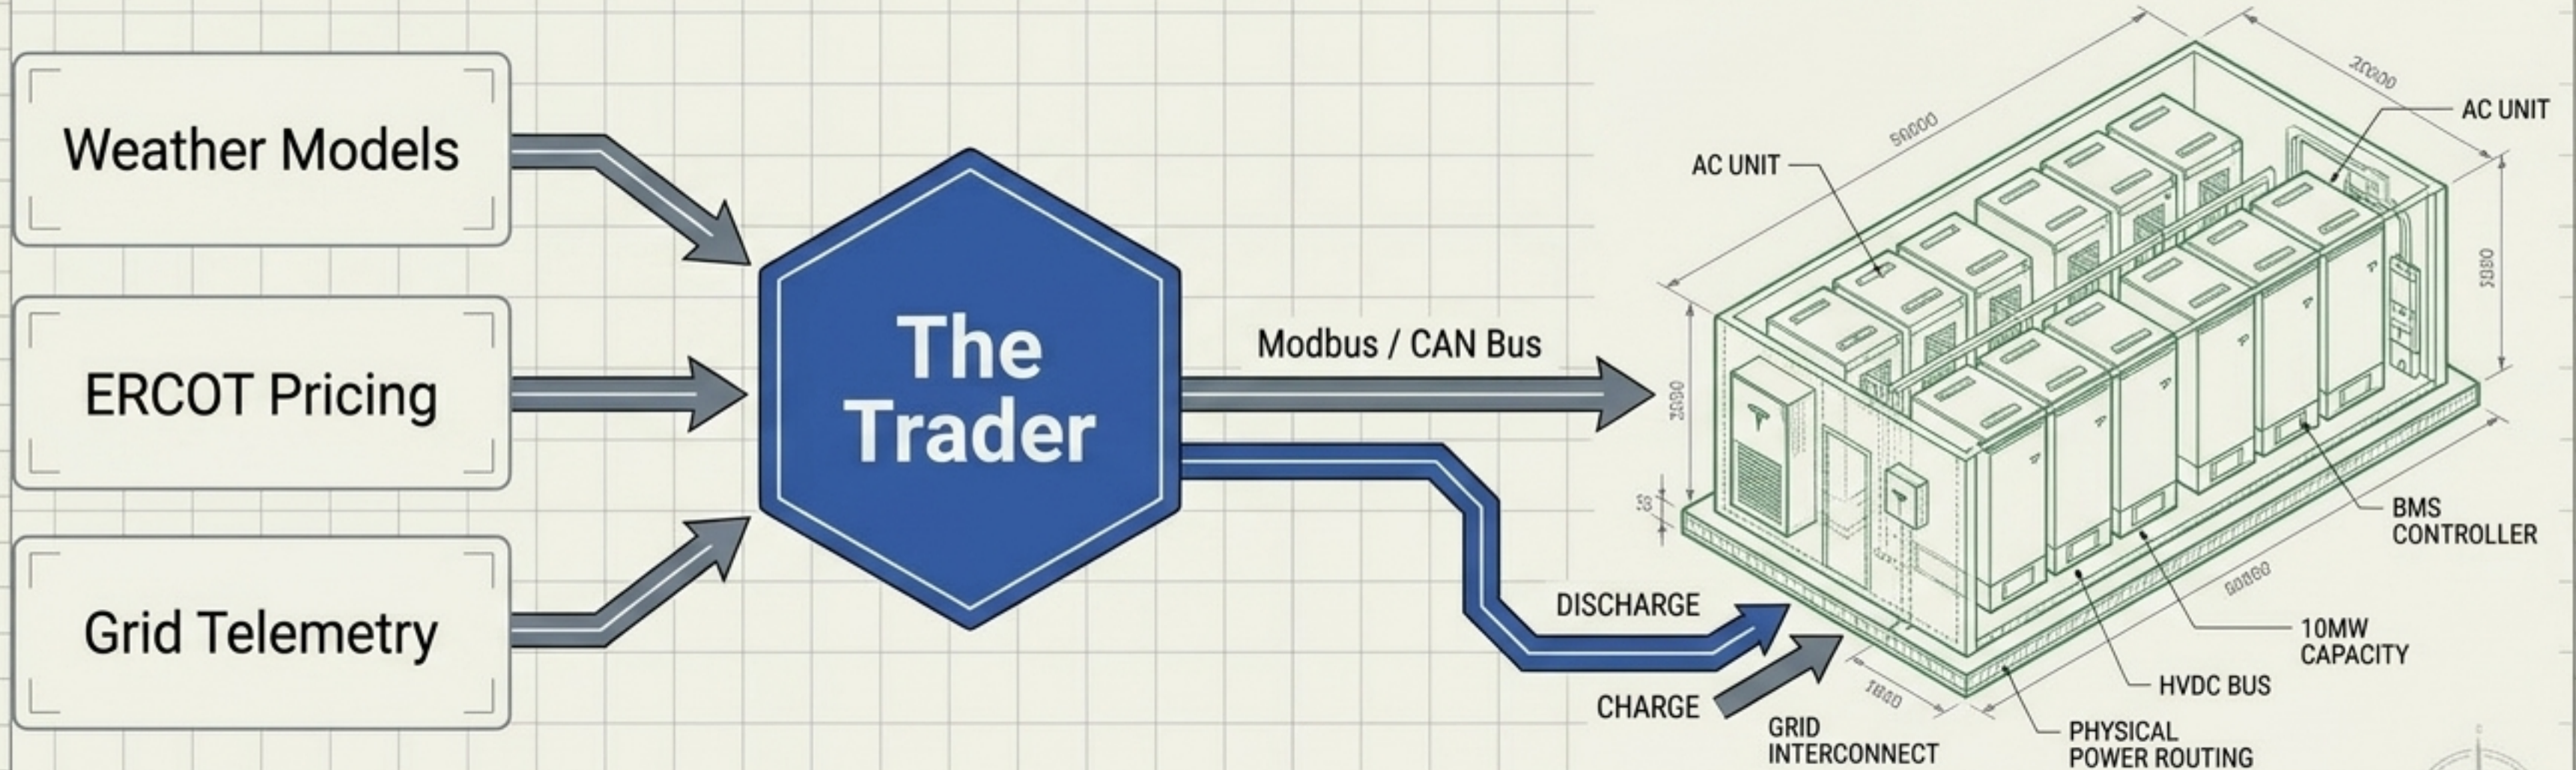 Weather Models
ERCOT Pricing
Grid Telemetry
The
Trader
Modbus / CAN Bus
DISCHARGE
CHARGE
GRID
INTERCONNECT
AC UNIT
AC UNIT
BMS
CONTROLLER
10MW
CAPACITY
HVDC BUS
PHYSICAL
POWER ROUTING